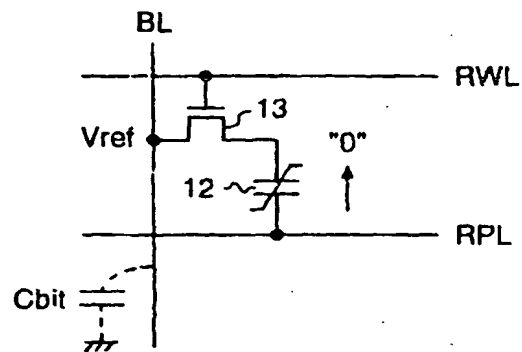 BL
RWL
13
Vref
"0"
12
RPL
Cbit